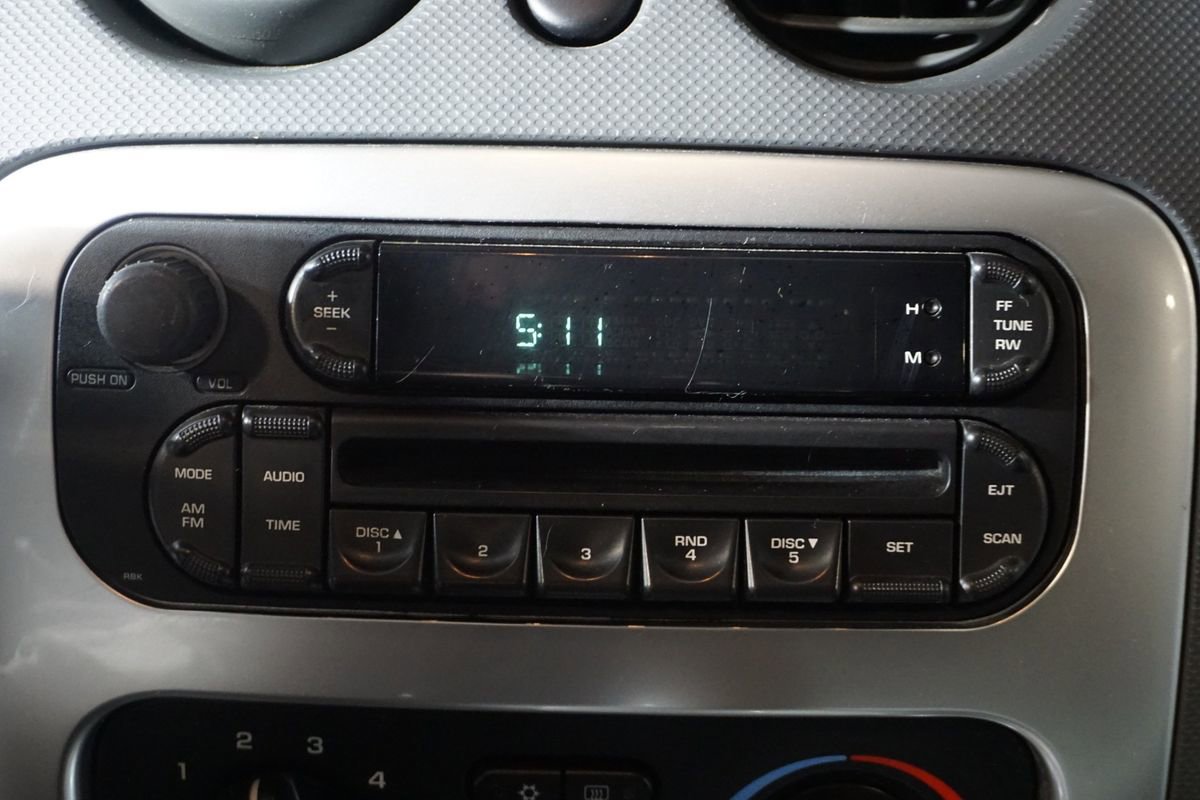 +
SEEK
−
5:11
H
M
FF
TUNE
RW
PUSH ON
VOL
MODE
AM
FM
AUDIO
TIME
DISC▲
1
2
3
RND
4
DISC▼
5
SET
EJT
SCAN
RBK
1
2
3
4